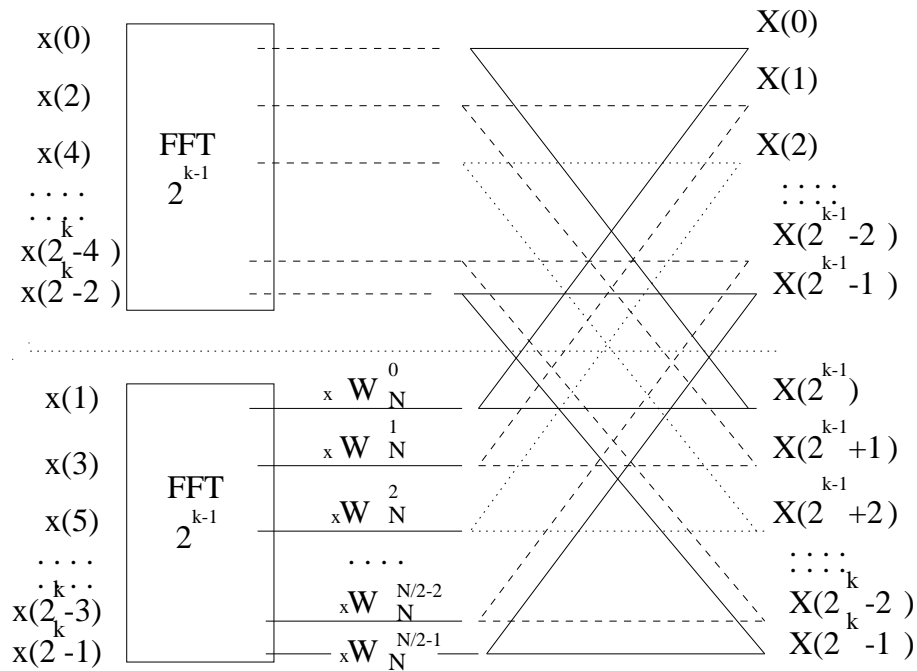 x(0)
x(2)
x(4)
. . . .
. . . .
x(2^k-4)
x(2^k-2)
FFT
2^{k-1}
X(0)
X(1)
X(2)
. . . .
. . . .
X(2^{k-1}-2)
X(2^{k-1}-1)
x(1)
x(3)
x(5)
. . . .
. . . .
x(2^k-3)
x(2^k-1)
FFT
2^{k-1}
x W_N^0
x W_N^1
x W_N^2
. . . .
x W_N^{N/2-2}
x W_N^{N/2-1}
X(2^{k-1})
X(2^{k-1}+1)
X(2^{k-1}+2)
. . . .
. . . .
X(2^k-2)
X(2^k-1)